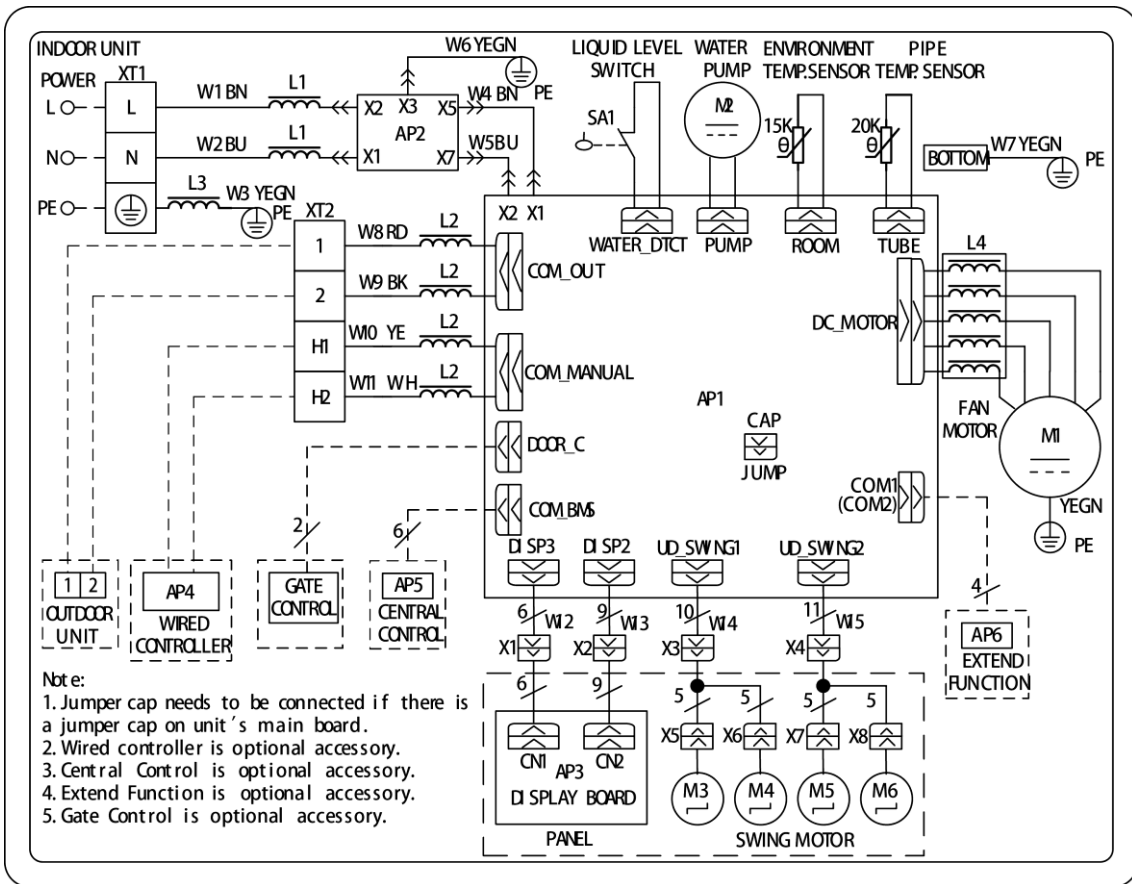 INDOOR UNIT
POWER
XT1
L
L
N
N
PE
W1 BN
L1
W2 BU
L1
L3
W3 YEGN
PE
X2
X3
X5
AP2
X1
X7
W6 YEGN
PE
W4 BN
W5BU
LIQUID LEVEL
SWITCH
SA1
WATER
PUMP
M2
ENVIRONMENT
TEMP.SENSOR
15K
θ
PIPE
TEMP. SENSOR
20K
θ
BOTTOM
W7 YEGN
PE
X2 X1
WATER_DTCT
PUMP
ROOM
TUBE
XT2
1
2
H1
H2
W8 RD
L2
W9 BK
L2
W10 YE
L2
W11 WH
L2
COM_OUT
COM_MANUAL
DOOR_C
COM_BMS
DC_MOTOR
L4
FAN
MOTOR
M1
YEGN
PE
AP1
CAP
JUMP
COM1
(COM2)
DISP3
DISP2
UD_SWING1
UD_SWING2
2
6
4
1 2
OUTDOOR
UNIT
AP4
WIRED
CONTROLLER
GATE
CONTROL
AP5
CENTRAL
CONTROL
AP6
EXTEND
FUNCTION
6
W12
9
W13
10
W14
11
W15
X1
X2
X3
X4
6
9
5
5
5
5
X5
X6
X7
X8
CN1
CN2
AP3
DISPLAY BOARD
PANEL
M3
M4
M5
M6
SWING MOTOR
Note:
1. Jumper cap needs to be connected if there is
a jumper cap on unit´s main board.
2. Wired controller is optional accessory.
3. Central Control is optional accessory.
4. Extend Function is optional accessory.
5. Gate Control is optional accessory.